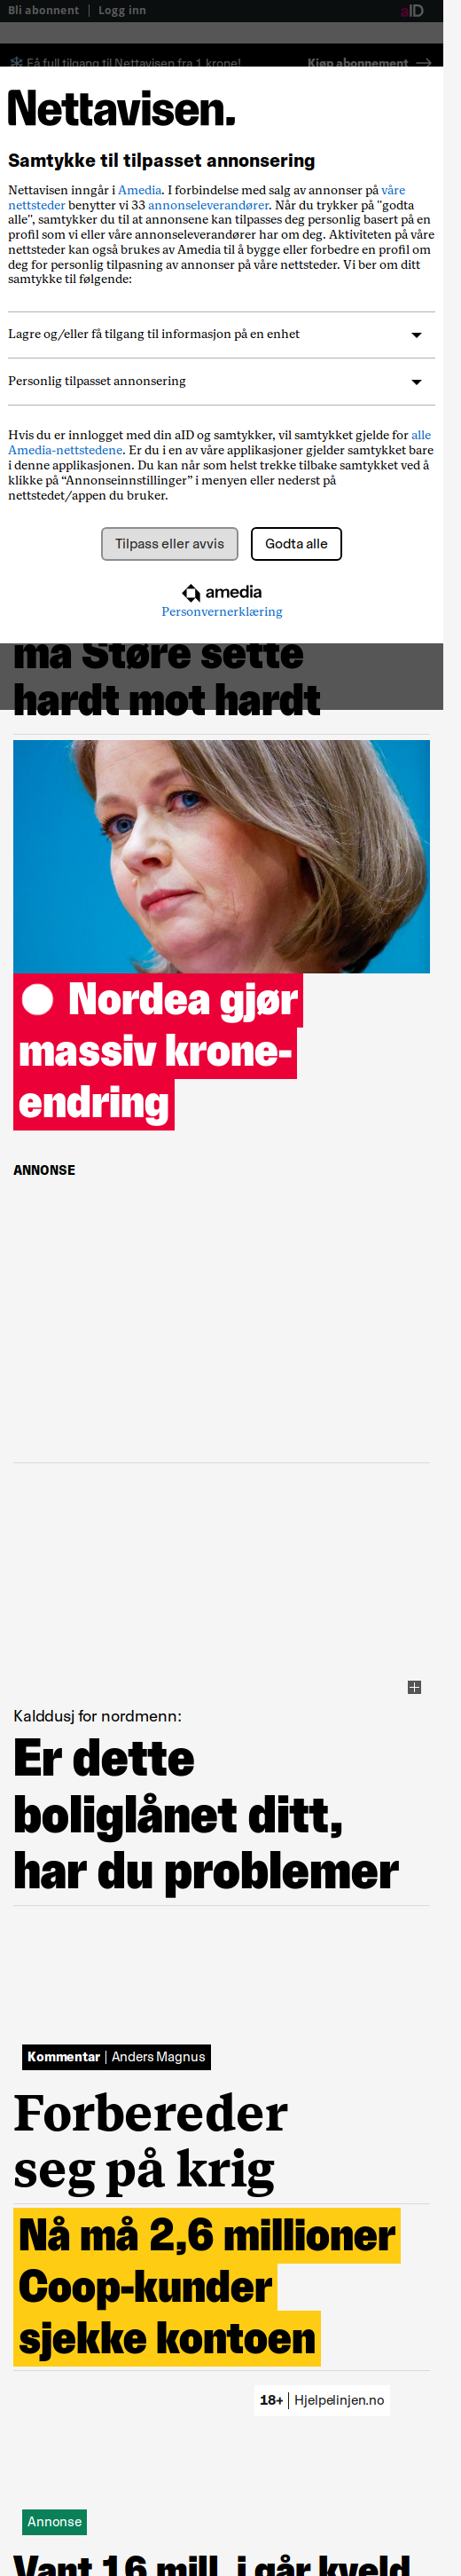 Bli abonnent | Logg inn aID
Få full tilgang til Nettavisen fra 1 krone! Kjøp abonnement →
Nettavisen.
Samtykke til tilpasset annonsering
Nettavisen inngår i Amedia. I forbindelse med salg av annonser på våre
nettsteder benytter vi 33 annonseleverandører. Når du trykker på "godta
alle", samtykker du til at annonsene kan tilpasses deg personlig basert på en
profil som vi eller våre annonseleverandører har om deg. Aktiviteten på våre
nettsteder kan også brukes av Amedia til å bygge eller forbedre en profil om
deg for personlig tilpasning av annonser på våre nettsteder. Vi ber om ditt
samtykke til følgende:
Lagre og/eller få tilgang til informasjon på en enhet
Personlig tilpasset annonsering
Hvis du er innlogget med din aID og samtykker, vil samtykket gjelde for alle
Amedia-nettstedene. Er du i en av våre applikasjoner gjelder samtykket bare
i denne applikasjonen. Du kan når som helst trekke tilbake samtykket ved å
klikke på “Annonseinnstillinger” i menyen eller nederst på
nettstedet/appen du bruker.
Tilpass eller avvis Godta alle
amedia
Personvernerklæring
må Støre sette
hardt mot hardt
Nordea gjør
massiv krone-
endring
ANNONSE
Kalddusj for nordmenn:
Er dette
boliglånet ditt,
har du problemer
Kommentar | Anders Magnus
Forbereder
seg på krig
Nå må 2,6 millioner
Coop-kunder
sjekke kontoen
18+ | Hjelpelinjen.no
Annonse
Vant 16 mill. i går kveld